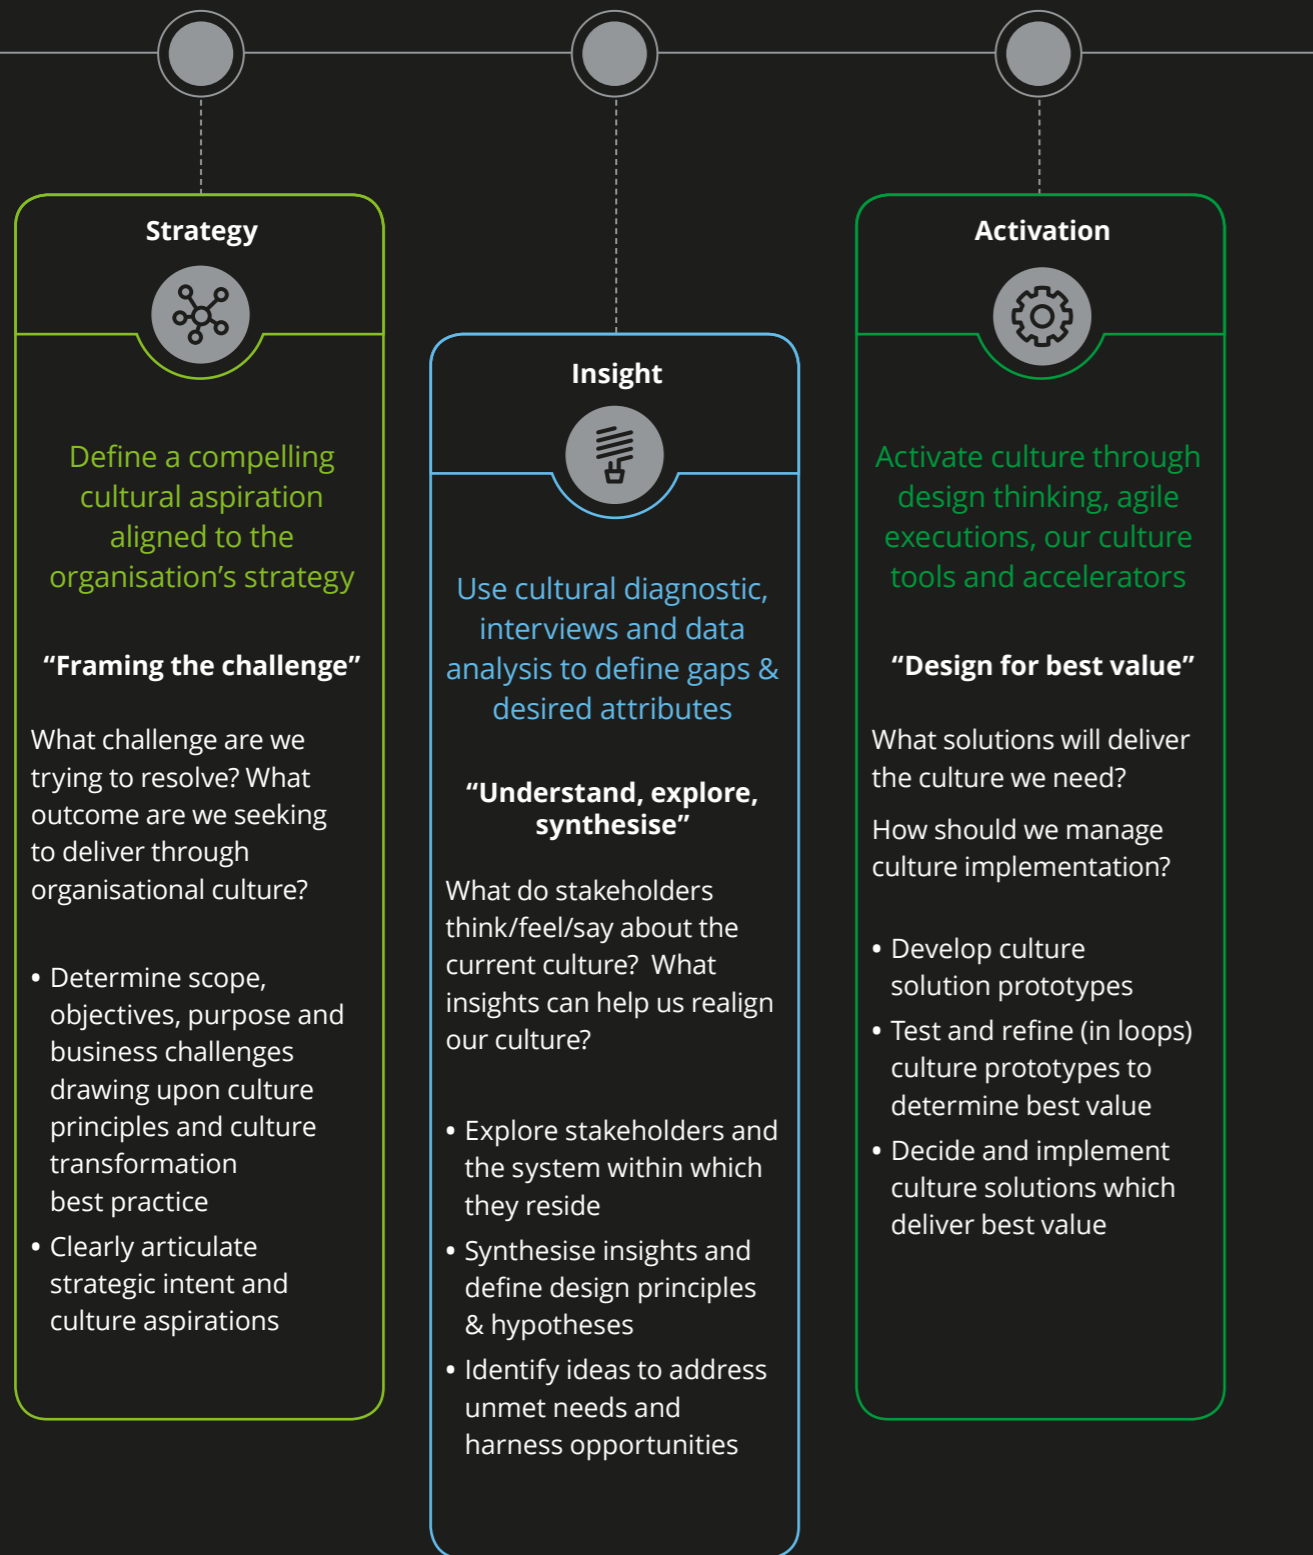 Strategy
Define a compelling
cultural aspiration
aligned to the
organisation’s strategy
“Framing the challenge”
What challenge are we
trying to resolve? What
outcome are we seeking
to deliver through
organisational culture?
• Determine scope,
objectives, purpose and
business challenges
drawing upon culture
principles and culture
transformation
best practice
• Clearly articulate
strategic intent and
culture aspirations
Insight
Use cultural diagnostic,
interviews and data
analysis to define gaps &
desired attributes
“Understand, explore,
synthesise”
What do stakeholders
think/feel/say about the
current culture?  What
insights can help us realign
our culture?
• Explore stakeholders and
the system within which
they reside
• Synthesise insights and
define design principles
& hypotheses
• Identify ideas to address
unmet needs and
harness opportunities
Activation
Activate culture through
design thinking, agile
executions, our culture
tools and accelerators
“Design for best value”
What solutions will deliver
the culture we need?
How should we manage
culture implementation?
• Develop culture
solution prototypes
• Test and refine (in loops)
culture prototypes to
determine best value
• Decide and implement
culture solutions which
deliver best value